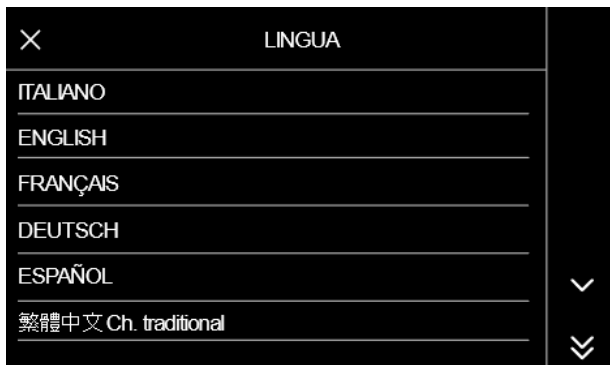 LINGUA
ITALIANO
ENGLISH
FRANÇAIS
DEUTSCH
ESPAÑOL
繁體中文 Ch. traditional